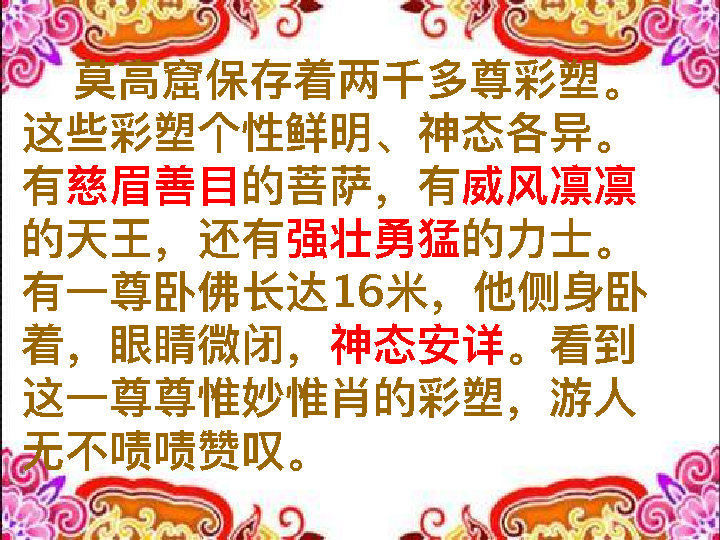 莫高窟保存着两千多尊彩塑。
这些彩塑个性鲜明、神态各异。
有慈眉善目的菩萨，有威风凛凛
的天王，还有强壮勇猛的力士。
有一尊卧佛长达16米，他侧身卧
着，眼睛微闭，神态安详。看到
这一尊尊惟妙惟肖的彩塑，游人
无不啧啧赞叹。